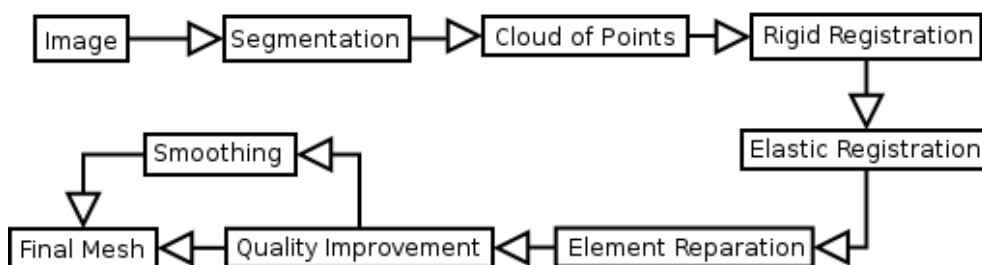 Image
Segmentation
Cloud of Points
Rigid Registration
Elastic Registration
Smoothing
Final Mesh
Quality Improvement
Element Reparation